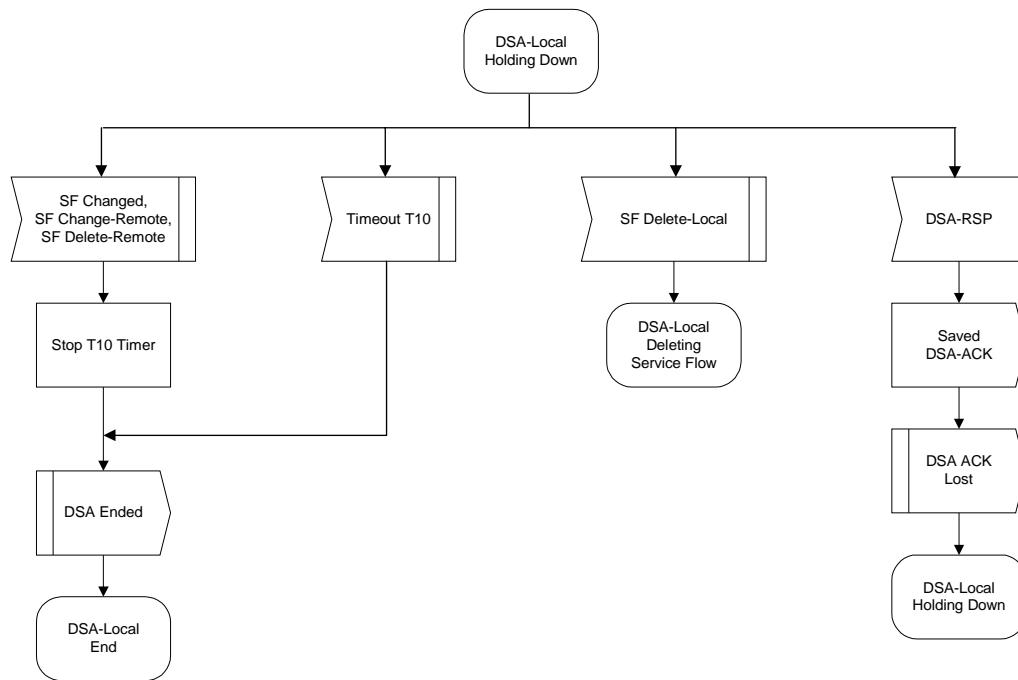 DSA-Local
Holding Down
SF Changed,
SF Change-Remote,
SF Delete-Remote
Timeout T10
SF Delete-Local
DSA-RSP
Stop T10 Timer
DSA-Local
Deleting
Service Flow
Saved
DSA-ACK
DSA Ended
DSA ACK
Lost
DSA-Local
End
DSA-Local
Holding Down